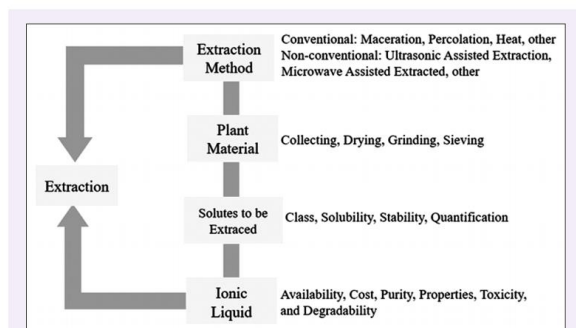 Extraction
Method
Conventional: Maceration, Percolation, Heat, other
Non-conventional: Ultrasonic Assisted Extraction,
Microwave Assisted Extracted, other
Plant
Material
Collecting, Drying, Grinding, Sieving
Extraction
Solutes to be
Extraced
Class, Solubility, Stability, Quantification
Ionic
Liquid
Availability, Cost, Purity, Properties, Toxicity,
and Degradability